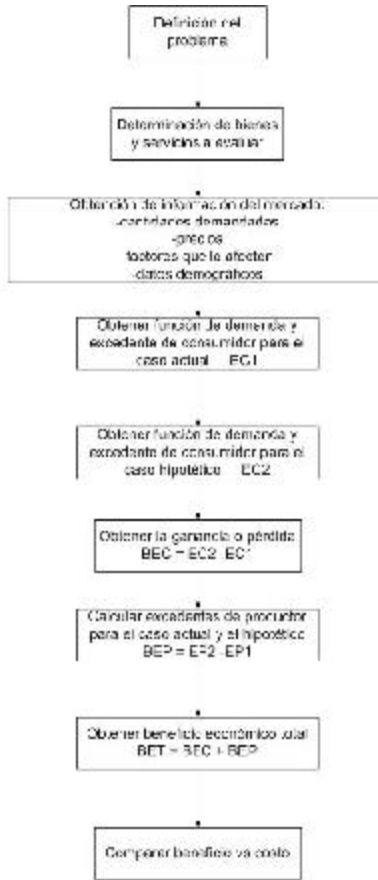 Definición del
problema
Determinación de bienes
y servicios a evaluar
Obtención de información del mercado:
-cantidades demandadas
-precios
factores que lo afecten
-datos demográficos
Obtener función de demanda y
excedente de consumidor para el
caso actual EC1
Obtener función de demanda y
excedente de consumidor para el
caso hipotético EC2
Obtener la ganancia o pérdida
BEC = EC2 -EC1
Calcular excedentes de productor
para el caso actual y el hipotético
BEP = EP2 -EP1
Obtener beneficio económico total
BET = BEC + BEP
Comparar beneficio vs costo